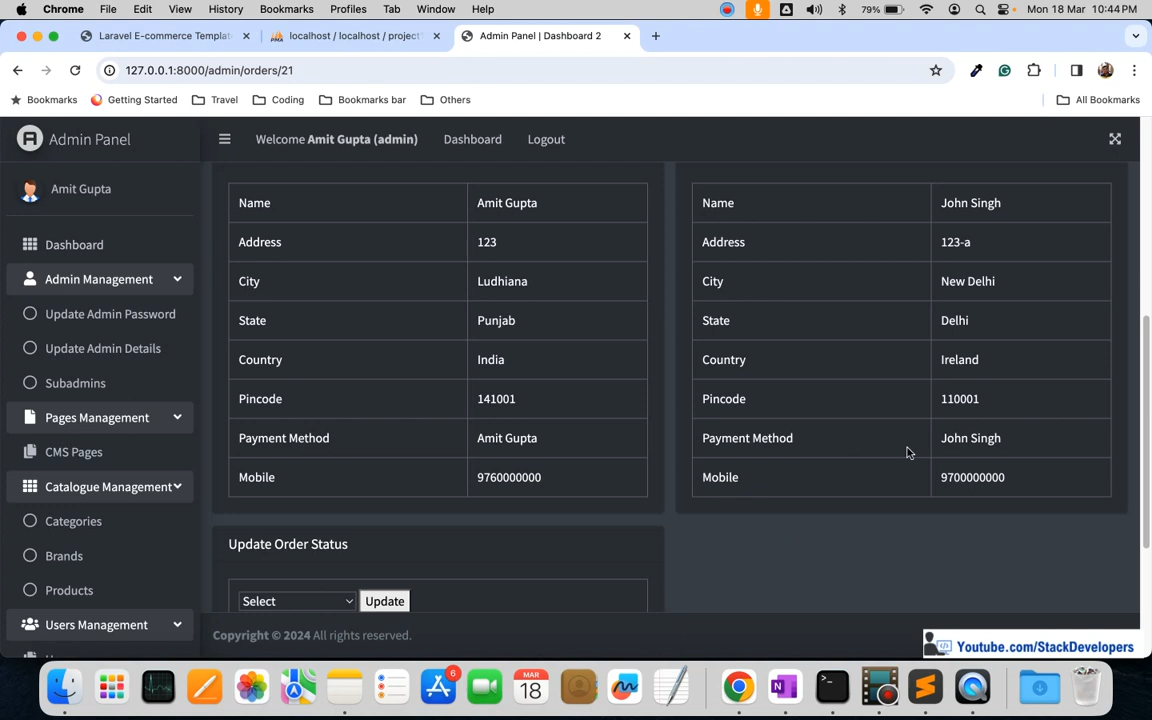 Chrome File Edit View History Bookmarks Profiles Tab Window Help 79% Mon 18 Mar 10:44PM
Laravel E-commerce Templat localhost / localhost / project Admin Panel | Dashboard 2
127.0.0.1:8000/admin/orders/21
Bookmarks Getting Started Travel Coding Bookmarks bar Others All Bookmarks
Admin Panel Welcome Amit Gupta (admin) Dashboard Logout
Amit Gupta
Dashboard
Admin Management
Update Admin Password
Update Admin Details
Subadmins
Pages Management
CMS Pages
Catalogue Management
Categories
Brands
Products
Users Management
Name Amit Gupta
Address 123
City Ludhiana
State Punjab
Country India
Pincode 141001
Payment Method Amit Gupta
Mobile 9760000000
Name John Singh
Address 123-a
City New Delhi
State Delhi
Country Ireland
Pincode 110001
Payment Method John Singh
Mobile 9700000000
Update Order Status
Select Update
Copyright © 2024 All rights reserved.
Youtube.com/StackDevelopers
6
MAR
18